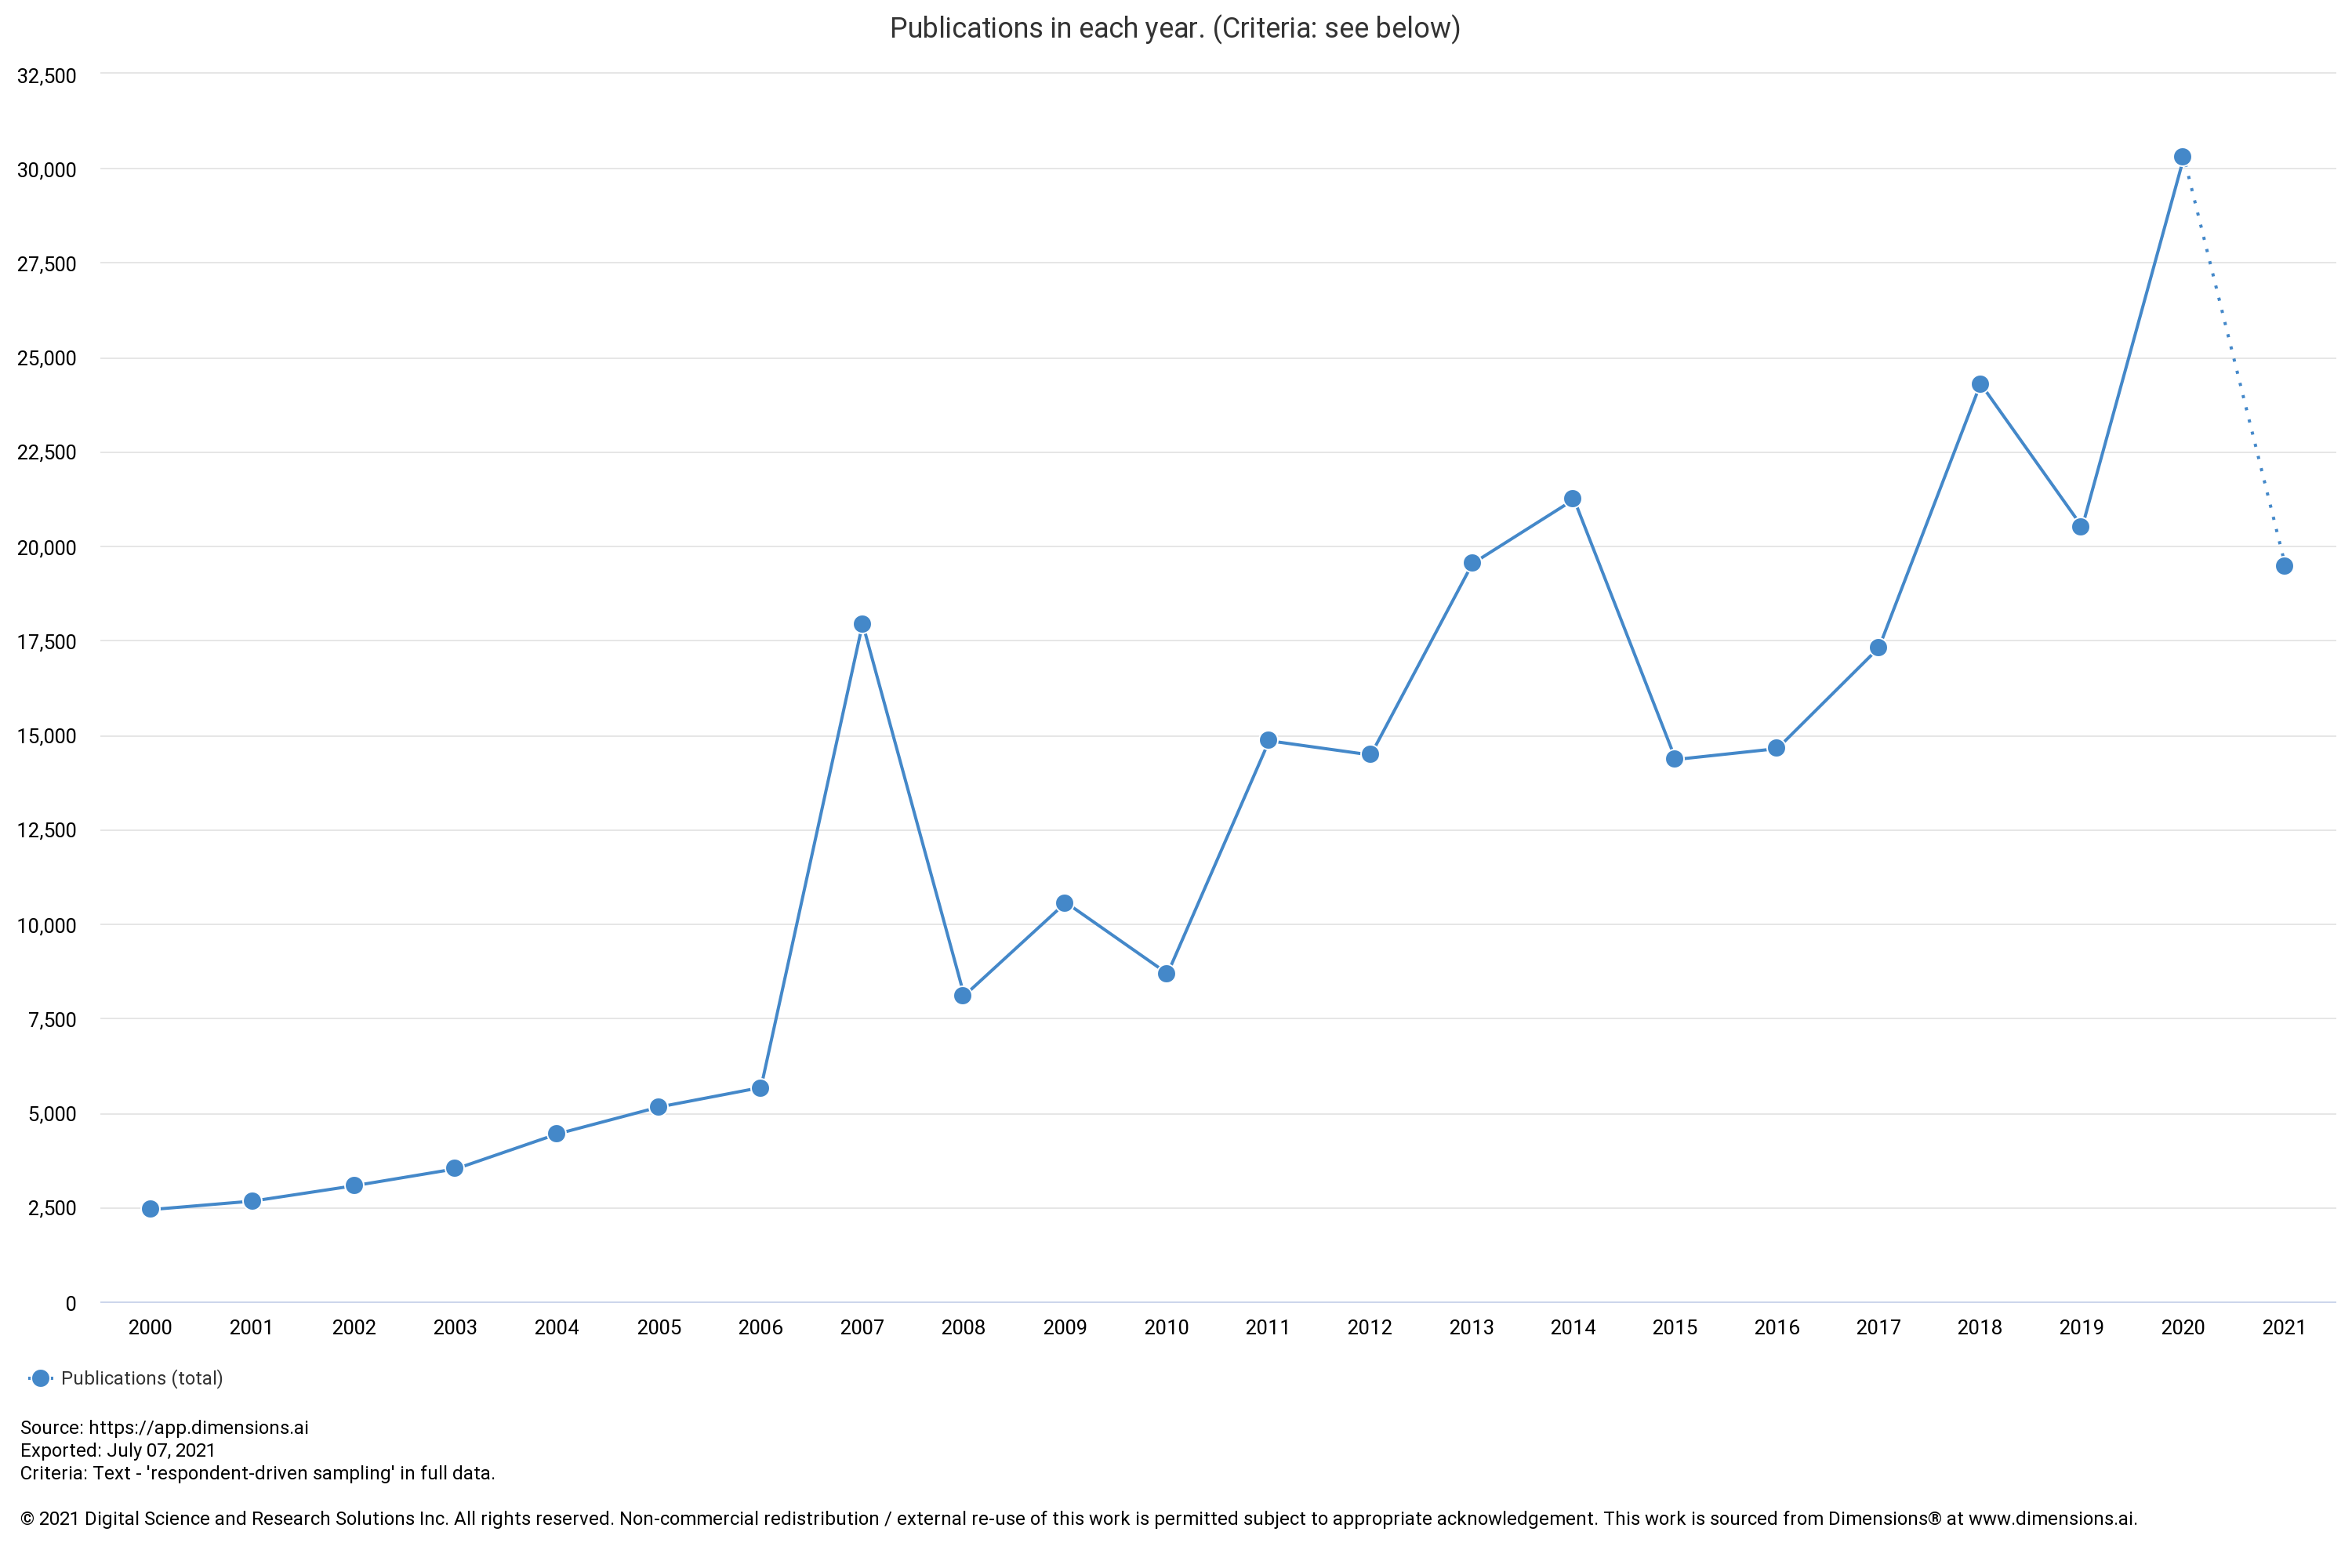 Publications in each year. (Criteria: see below)
32,500
30,000
27,500
25,000
22,500
20,000
17,500
15,000
12,500
10,000
7,500
5,000
2,500
0
2000 2001 2002 2003 2004 2005 2006 2007 2008 2009 2010 2011 2012 2013 2014 2015 2016 2017 2018 2019 2020 2021
Publications (total)
Source: https://app.dimensions.ai
Exported: July 07, 2021
Criteria: Text - 'respondent-driven sampling' in full data.
© 2021 Digital Science and Research Solutions Inc. All rights reserved. Non-commercial redistribution / external re-use of this work is permitted subject to appropriate acknowledgement. This work is sourced from Dimensions® at www.dimensions.ai.